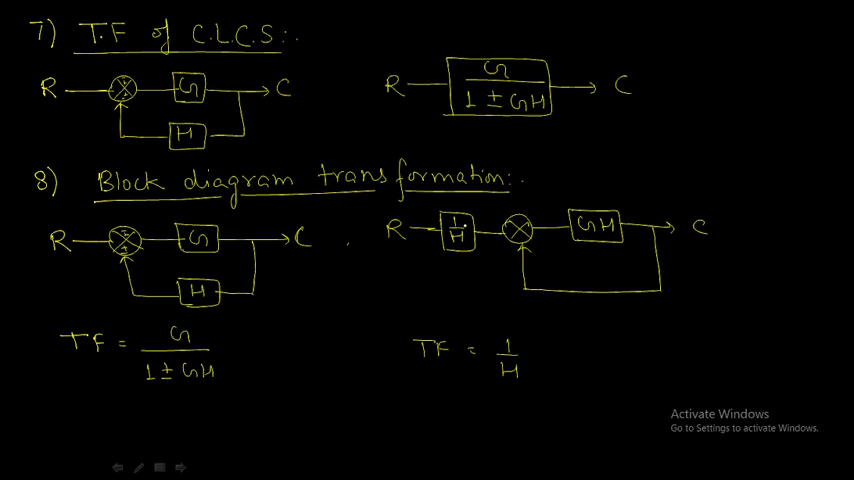 7) T.F of C.L.C.S:.
R G C
H
R G / 1 ± GH C
8) Block diagram transformation:.
R G C
H
R 1/H GH C
TF = G / 1 ± GH
TF = 1/H
Activate Windows
Go to Settings to activate Windows.